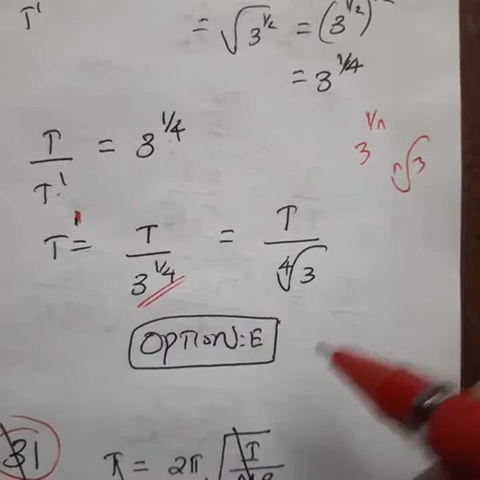 T' = √3^1/2 = (3^1/2)
= 3^1/4
T/T' = 3^1/4
3^1/n ⁿ√3
T' = T/3^1/4 = T/⁴√3
OPTION:E
31 T = 2π √I